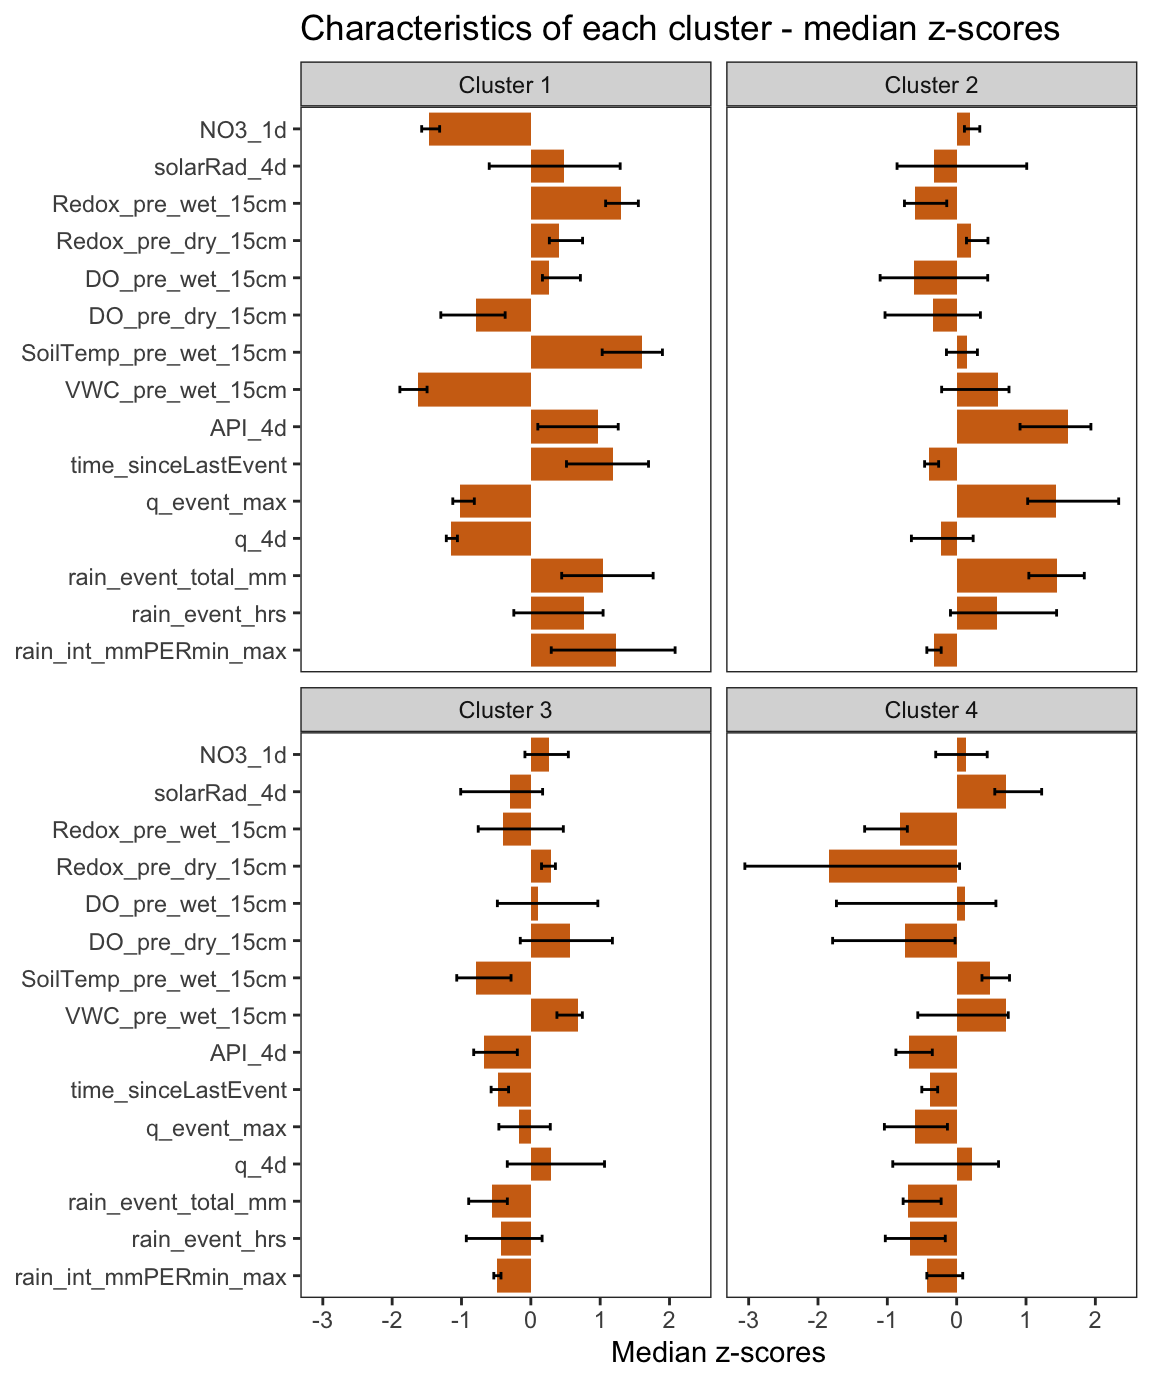 Characteristics of each cluster - median z-scores
Cluster 1
Cluster 2
NO3_1d
solarRad_4d
Redox_pre_wet_15cm
Redox_pre_dry_15cm
DO_pre_wet_15cm
DO_pre_dry_15cm
SoilTemp_pre_wet_15cm
VWC_pre_wet_15cm
API_4d
time_sinceLastEvent
q_event_max
q_4d
rain_event_total_mm
rain_event_hrs
rain_int_mmPERmin_max
Cluster 3
Cluster 4
NO3_1d
solarRad_4d
Redox_pre_wet_15cm
Redox_pre_dry_15cm
DO_pre_wet_15cm
DO_pre_dry_15cm
SoilTemp_pre_wet_15cm
VWC_pre_wet_15cm
API_4d
time_sinceLastEvent
q_event_max
q_4d
rain_event_total_mm
rain_event_hrs
rain_int_mmPERmin_max
-3 -2 -1 0 1 2
-3 -2 -1 0 1 2
Median z-scores